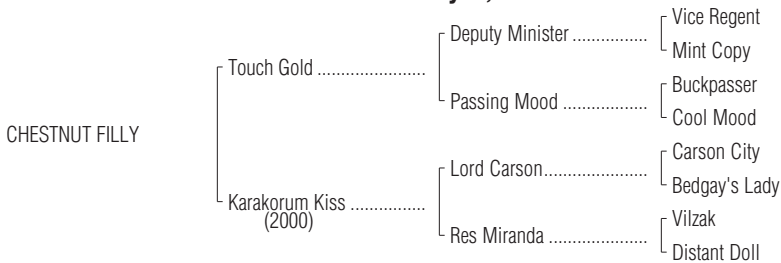 Vice Regent
Deputy Minister ................
Mint Copy
Touch Gold .......................
Buckpasser
Passing Mood ..................
Cool Mood
CHESTNUT FILLY
Carson City
Lord Carson......................
Bedgay's Lady
Karakorum Kiss ................
(2000)
Vilzak
Res Miranda .....................
Distant Doll